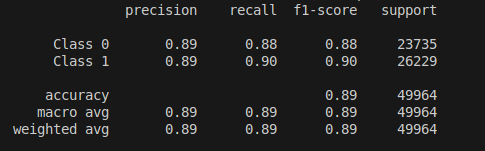 precision recall f1-score support
Class 0 0.89 0.88 0.88 23735
Class 1 0.89 0.90 0.90 26229
accuracy 0.89 49964
macro avg 0.89 0.89 0.89 49964
weighted avg 0.89 0.89 0.89 49964